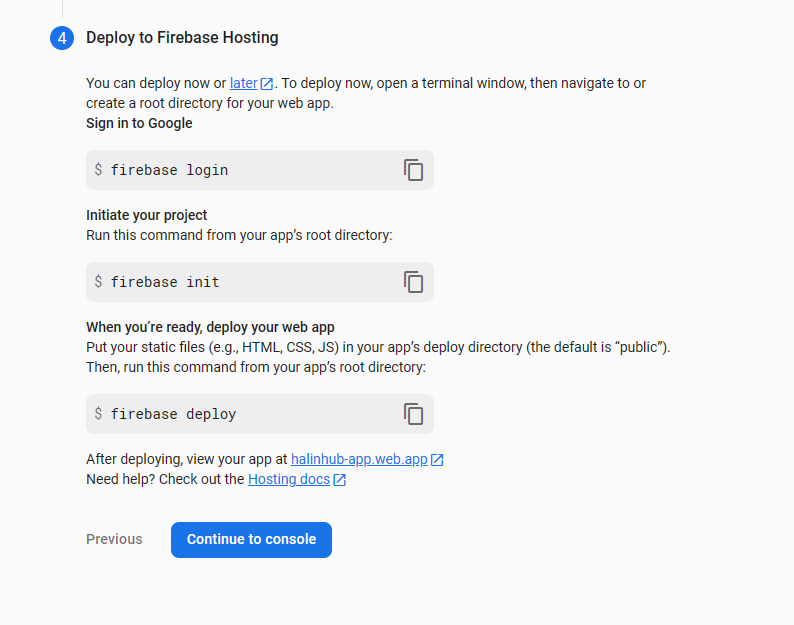 4 Deploy to Firebase Hosting
You can deploy now or later. To deploy now, open a terminal window, then navigate to or
create a root directory for your web app.
Sign in to Google
$ firebase login
Initiate your project
Run this command from your app’s root directory:
$ firebase init
When you’re ready, deploy your web app
Put your static files (e.g., HTML, CSS, JS) in your app’s deploy directory (the default is “public”).
Then, run this command from your app’s root directory:
$ firebase deploy
After deploying, view your app at halinhub-app.web.app
Need help? Check out the Hosting docs
Previous Continue to console